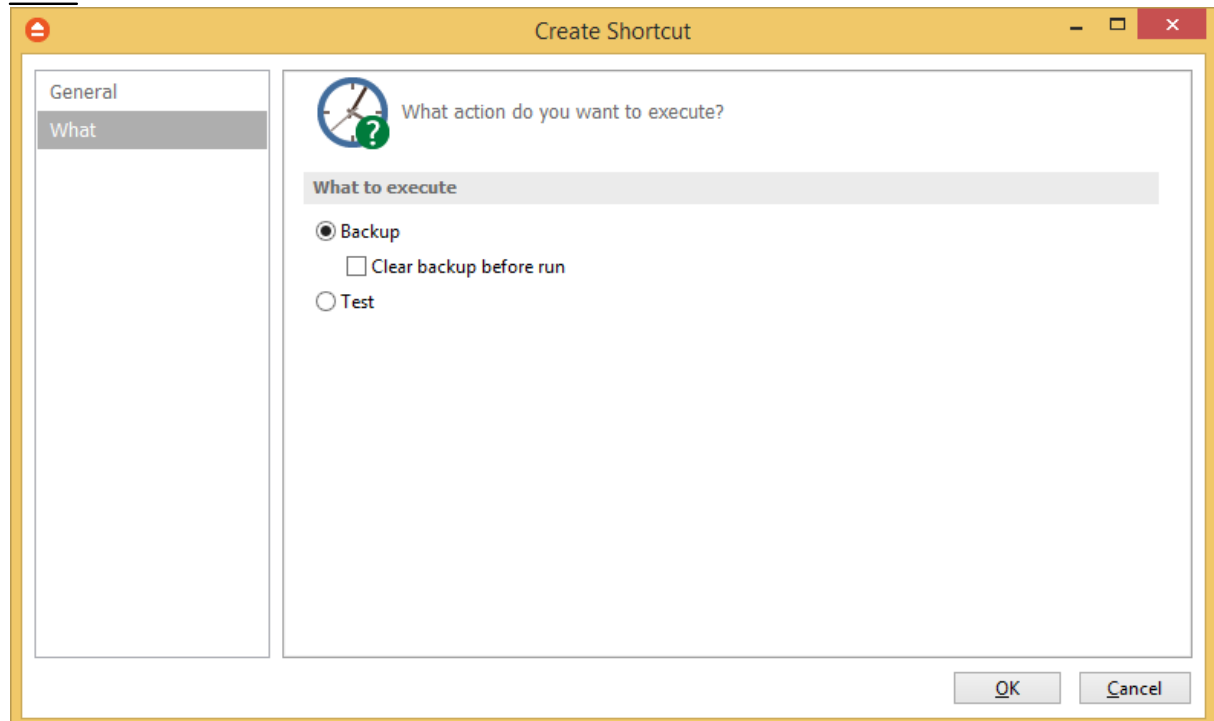 Create Shortcut
General
What
What action do you want to execute?
What to execute
Backup
Clear backup before run
Test
OK
Cancel